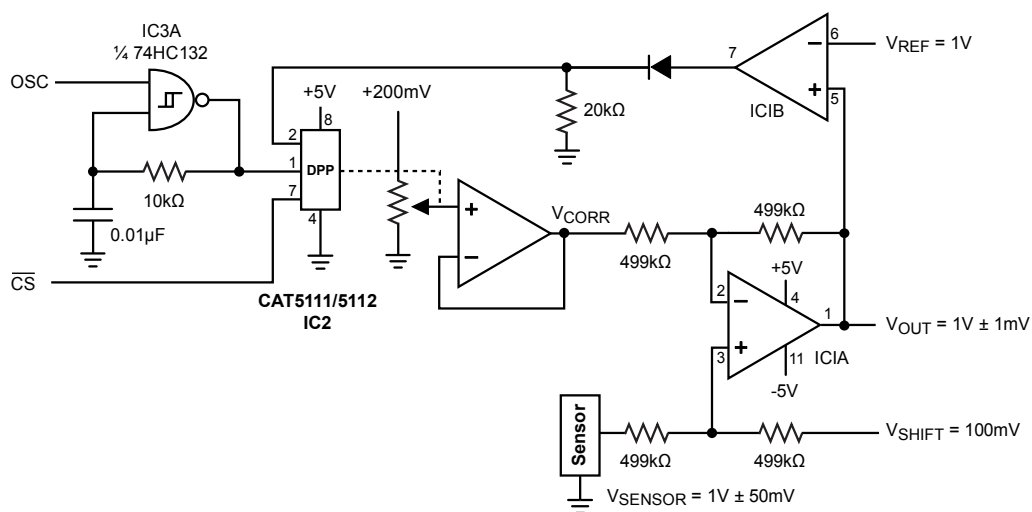 IC3A
¼ 74HC132
OSC
10kΩ
0.01µF
CS
+5V
8
2
1
7
4
DPP
CAT5111/5112
IC2
+200mV
+
−
VCORR
499kΩ
499kΩ
20kΩ
7
ICIB
−
+
6
5
VREF = 1V
+5V
4
2
−
3
+
1
11
-5V
ICIA
VOUT = 1V ± 1mV
Sensor
499kΩ
499kΩ
VSHIFT = 100mV
VSENSOR = 1V ± 50mV